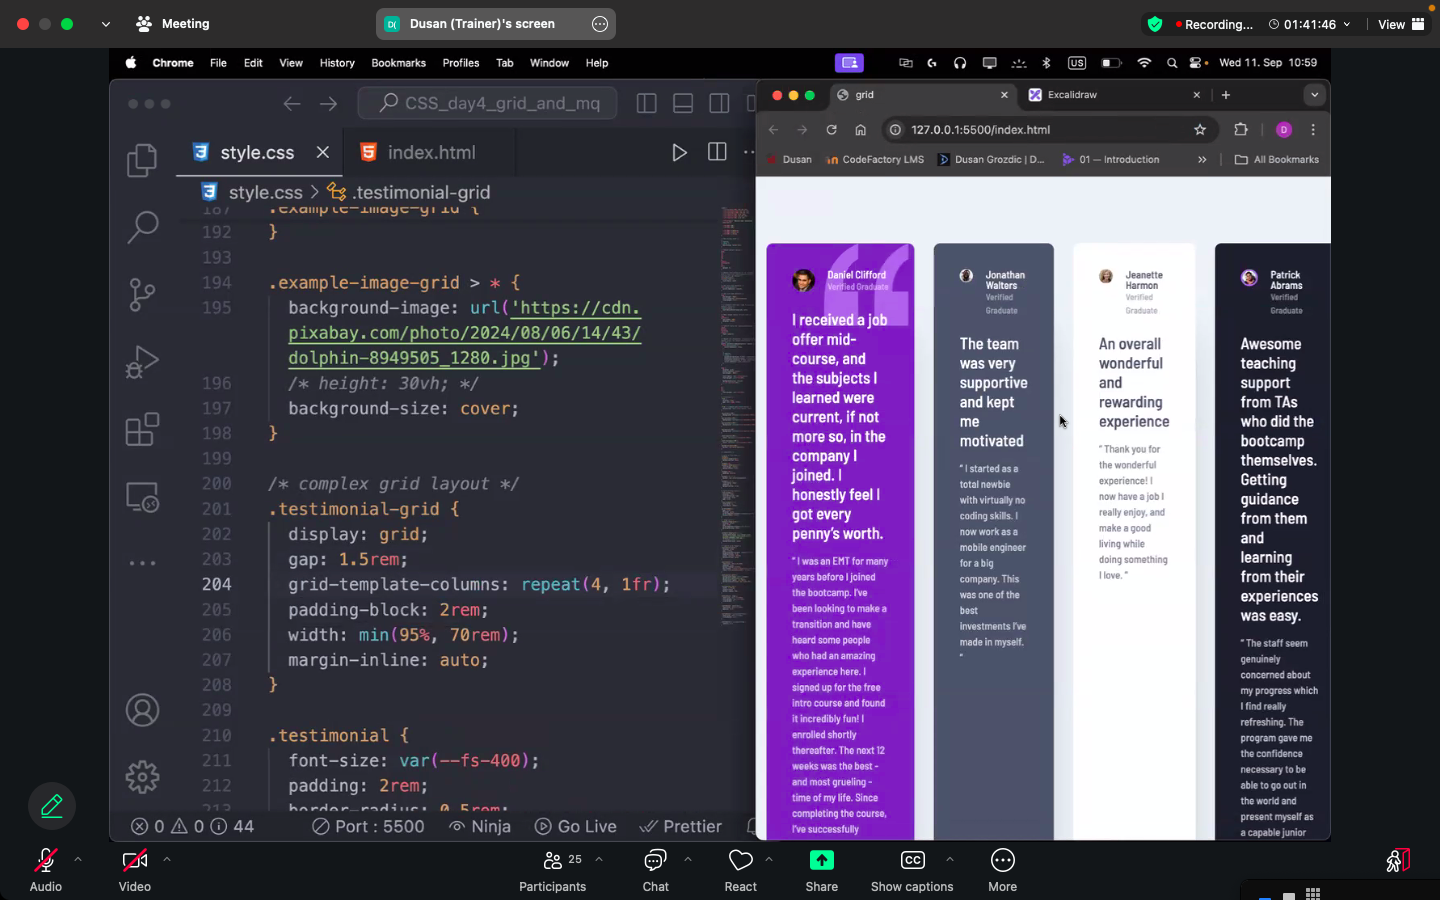 Meeting
D( Dusan (Trainer)'s screen
Recording...
01:41:46
View
Chrome File Edit View History Bookmarks Profiles Tab Window Help
US
Wed 11. Sep 10:59
CSS_day4_grid_and_mq
style.css
index.html
style.css > .testimonial-grid
187 .example-image-grid {
192 }
193
194 .example-image-grid > * {
195 background-image: url('https://cdn.
pixabay.com/photo/2024/08/06/14/43/
dolphin-8949505_1280.jpg');
196 /* height: 30vh; */
197 background-size: cover;
198 }
199
200 /* complex grid layout */
201 .testimonial-grid {
202 display: grid;
203 gap: 1.5rem;
204 grid-template-columns: repeat(4, 1fr);
205 padding-block: 2rem;
206 width: min(95%, 70rem);
207 margin-inline: auto;
208 }
209
210 .testimonial {
211 font-size: var(--fs-400);
212 padding: 2rem;
213 border-radius: 0.5rem;
0 0 44
Port : 5500
Ninja
Go Live
Prettier
grid
Excalidraw
127.0.0.1:5500/index.html
D
Dusan
CodeFactory LMS
Dusan Grozdic | D...
01 — Introduction
»
All Bookmarks
Daniel Clifford
Verified Graduate
I received a job
offer mid-
course, and
the subjects I
learned were
current, if not
more so, in the
company I
joined. I
honestly feel I
got every
penny's worth.
“ I was an EMT for many
years before I joined
the bootcamp. I've
been looking to make a
transition and have
heard some people
who had an amazing
experience here. I
signed up for the free
intro course and found
it incredibly fun! I
enrolled shortly
thereafter. The next 12
weeks was the best -
and most grueling -
time of my life. Since
completing the course,
I've successfully
Jonathan
Walters
Verified
Graduate
The team
was very
supportive
and kept
me
motivated
“ I started as a
total newbie
with virtually no
coding skills. I
now work as a
mobile engineer
for a big
company. This
was one of the
best
investments I've
made in myself.
”
Jeanette
Harmon
Verified
Graduate
An overall
wonderful
and
rewarding
experience
“ Thank you for
the wonderful
experience! I
now have a job I
really enjoy, and
make a good
living while
doing something
I love. ”
Patrick
Abrams
Verified
Graduate
Awesome
teaching
support
from TAs
who did the
bootcamp
themselves.
Getting
guidance
from them
and
learning
from their
experiences
was easy.
“ The staff seem
genuinely
concerned about
my progress which
I find really
refreshing. The
program gave me
the confidence
necessary to be
able to go out in
the world and
present myself as
a capable junior
Audio
Video
25
Participants
Chat
React
Share
CC
Show captions
More